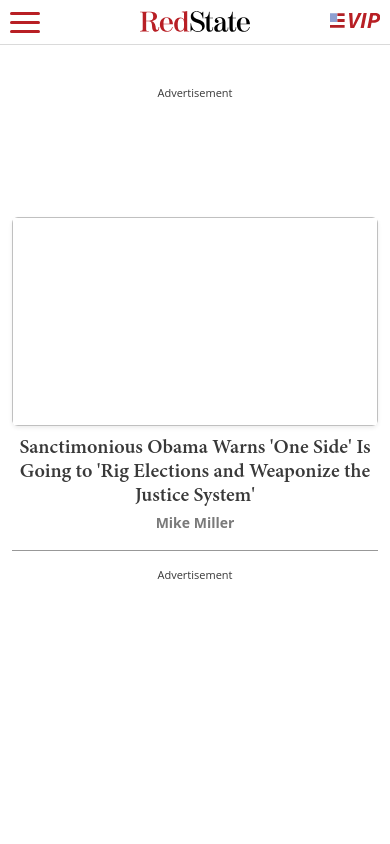 RedState
VIP
Advertisement
Sanctimonious Obama Warns 'One Side' Is
Going to 'Rig Elections and Weaponize the
Justice System'
Mike Miller
Advertisement